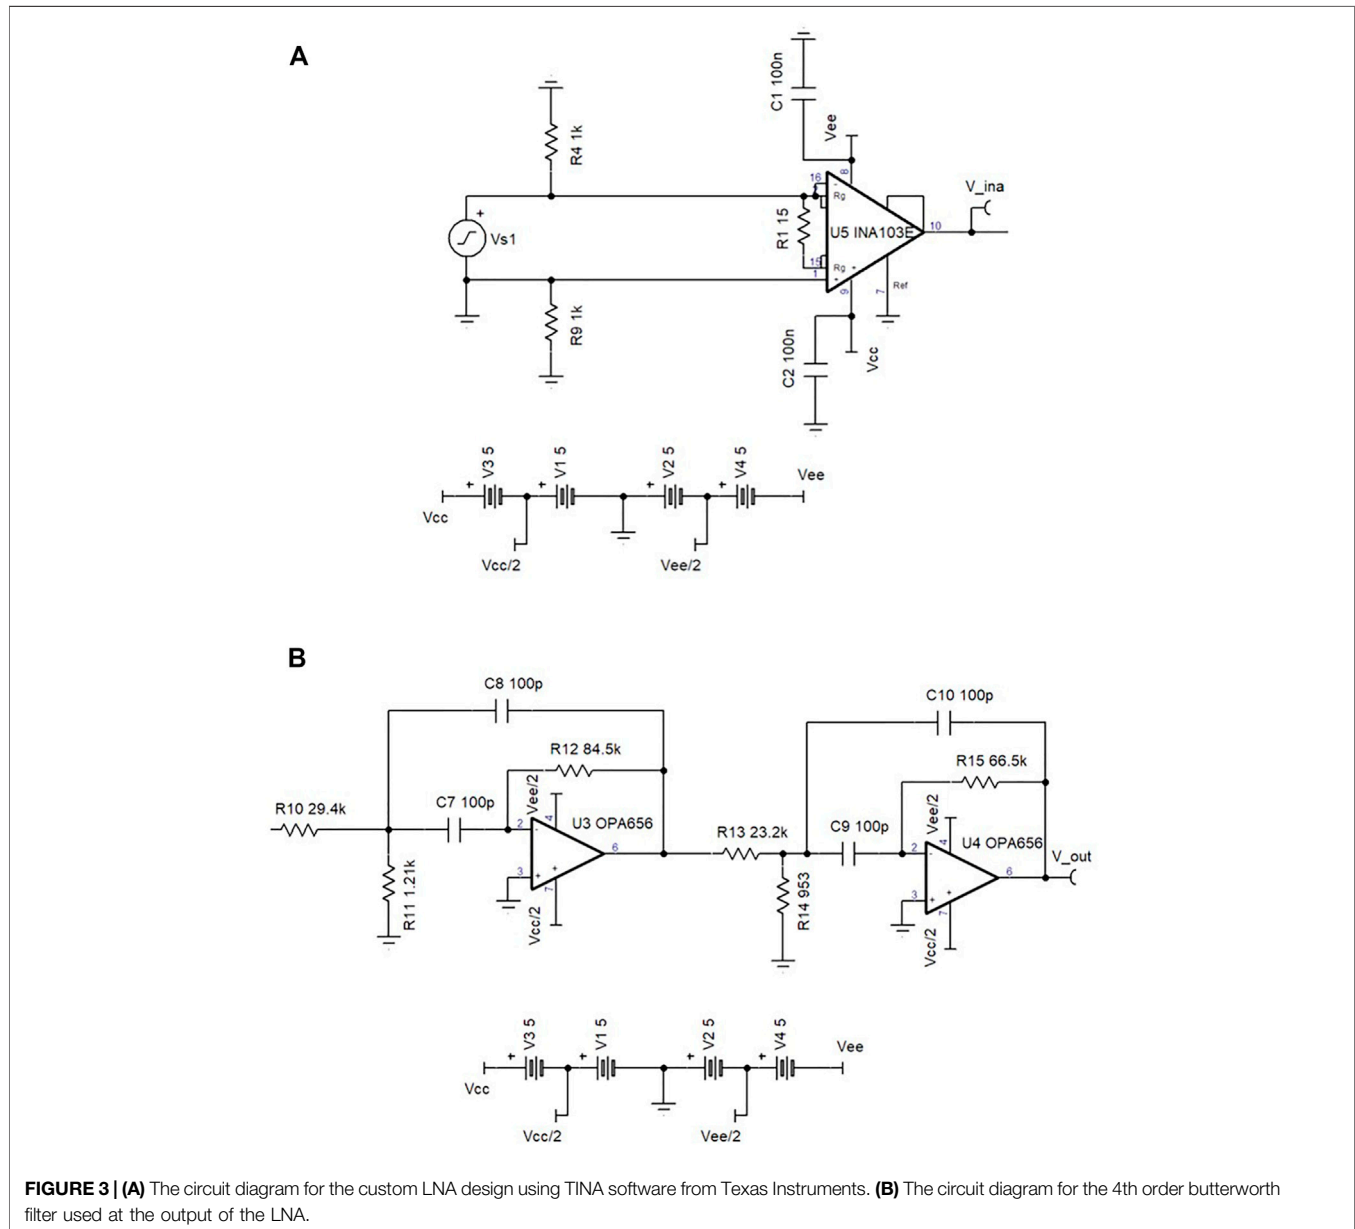 A
C1 100n
Vee
R4 1k
16
8
Rg
V_ina
Vs1
R1 15
U5 INA103E
10
15
Rg
1
R9 1k
9
7
Ref
C2 100n
Vcc
V3 5
V1 5
V2 5
V4 5
Vcc
Vee
Vcc/2
Vee/2
B
C8 100p
C10 100p
R12 84.5k
R15 66.5k
R10 29.4k
C7 100p
Vee/2
2
4
U3 OPA656
6
3
7
R11 1.21k
Vcc/2
R13 23.2k
C9 100p
Vee/2
2
4
U4 OPA656
V_out
6
3
7
R14 953
Vcc/2
V3 5
V1 5
V2 5
V4 5
Vcc
Vee
Vcc/2
Vee/2
FIGURE 3 | (A) The circuit diagram for the custom LNA design using TINA software from Texas Instruments. (B) The circuit diagram for the 4th order butterworth
filter used at the output of the LNA.